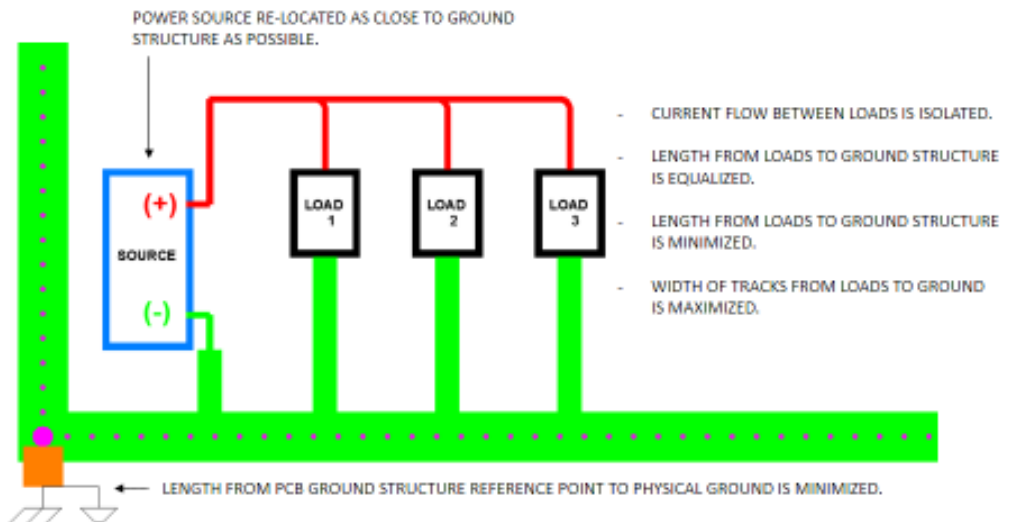 POWER SOURCE RE-LOCATED AS CLOSE TO GROUND
STRUCTURE AS POSSIBLE.
- CURRENT FLOW BETWEEN LOADS IS ISOLATED.
- LENGTH FROM LOADS TO GROUND STRUCTURE
IS EQUALIZED.
- LENGTH FROM LOADS TO GROUND STRUCTURE
IS MINIMIZED.
- WIDTH OF TRACKS FROM LOADS TO GROUND
IS MAXIMIZED.
(+)
SOURCE
(-)
LOAD
1
LOAD
2
LOAD
3
LENGTH FROM PCB GROUND STRUCTURE REFERENCE POINT TO PHYSICAL GROUND IS MINIMIZED.